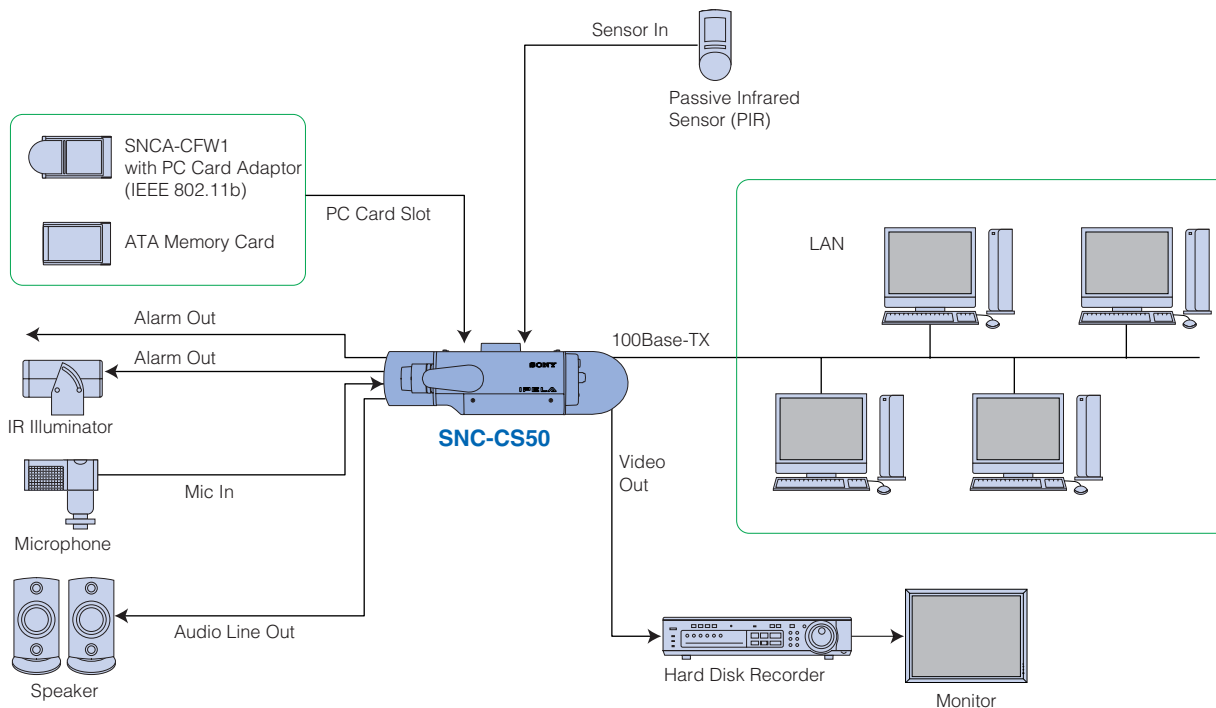 Sensor In
Passive Infrared
Sensor (PIR)
SNCA-CFW1
with PC Card Adaptor
(IEEE 802.11b)
PC Card Slot
ATA Memory Card
LAN
Alarm Out
100Base-TX
Alarm Out
SONY
IPELA
IR Illuminator
SNC-CS50
Video
Out
Mic In
Microphone
Audio Line Out
Hard Disk Recorder
Speaker
Monitor